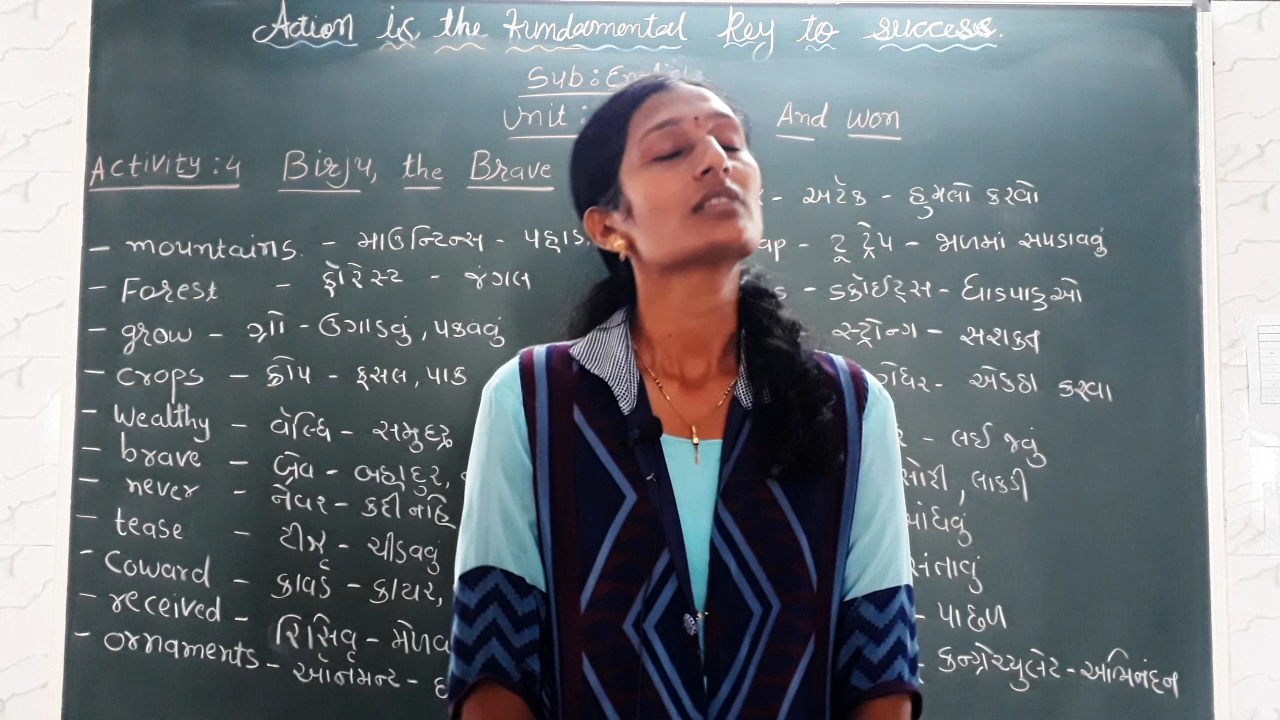 Action is the Fundamental key to success.
Sub: English
Unit: And Won
Activity: 4 Birju, the Brave
- mountains. - માઉન્ટિન્સ - પહાડ
- Forest - ફોરેસ્ટ - જંગલ
- grow - ગ્રો - ઉગાડવું, પકવવું
- crops - ક્રોપ - ફસલ, પાક
- Wealthy - વેલ્ધિ - સમૃદ્ધ
- brave - બ્રેવ - બહાદુર,
- never - નેવર - કદી નહિ
- tease - ટીઝ - ચીડવવું
- Coward - કાવર્ડ - કાયર,
- received - રિસિવ્ - મેળવ
- ornaments - ઓર્નમન્ટ -
- અટેક - હુમલો કરવો
ap - ટૂ ટ્રેપ - જાળમાં સપડાવવું
- ડકોઈટ્સ - ધાડપાડુઓ
સ્ટ્રોન્ગ - સશક્ત
ગેધર - એકઠા કરવા
- લઈ જવું
સોટી, લાકડી
બાંધવું
સંતાવું
- પાછળ
કન્ગ્રેચ્યુલેટ - અભિનંદન